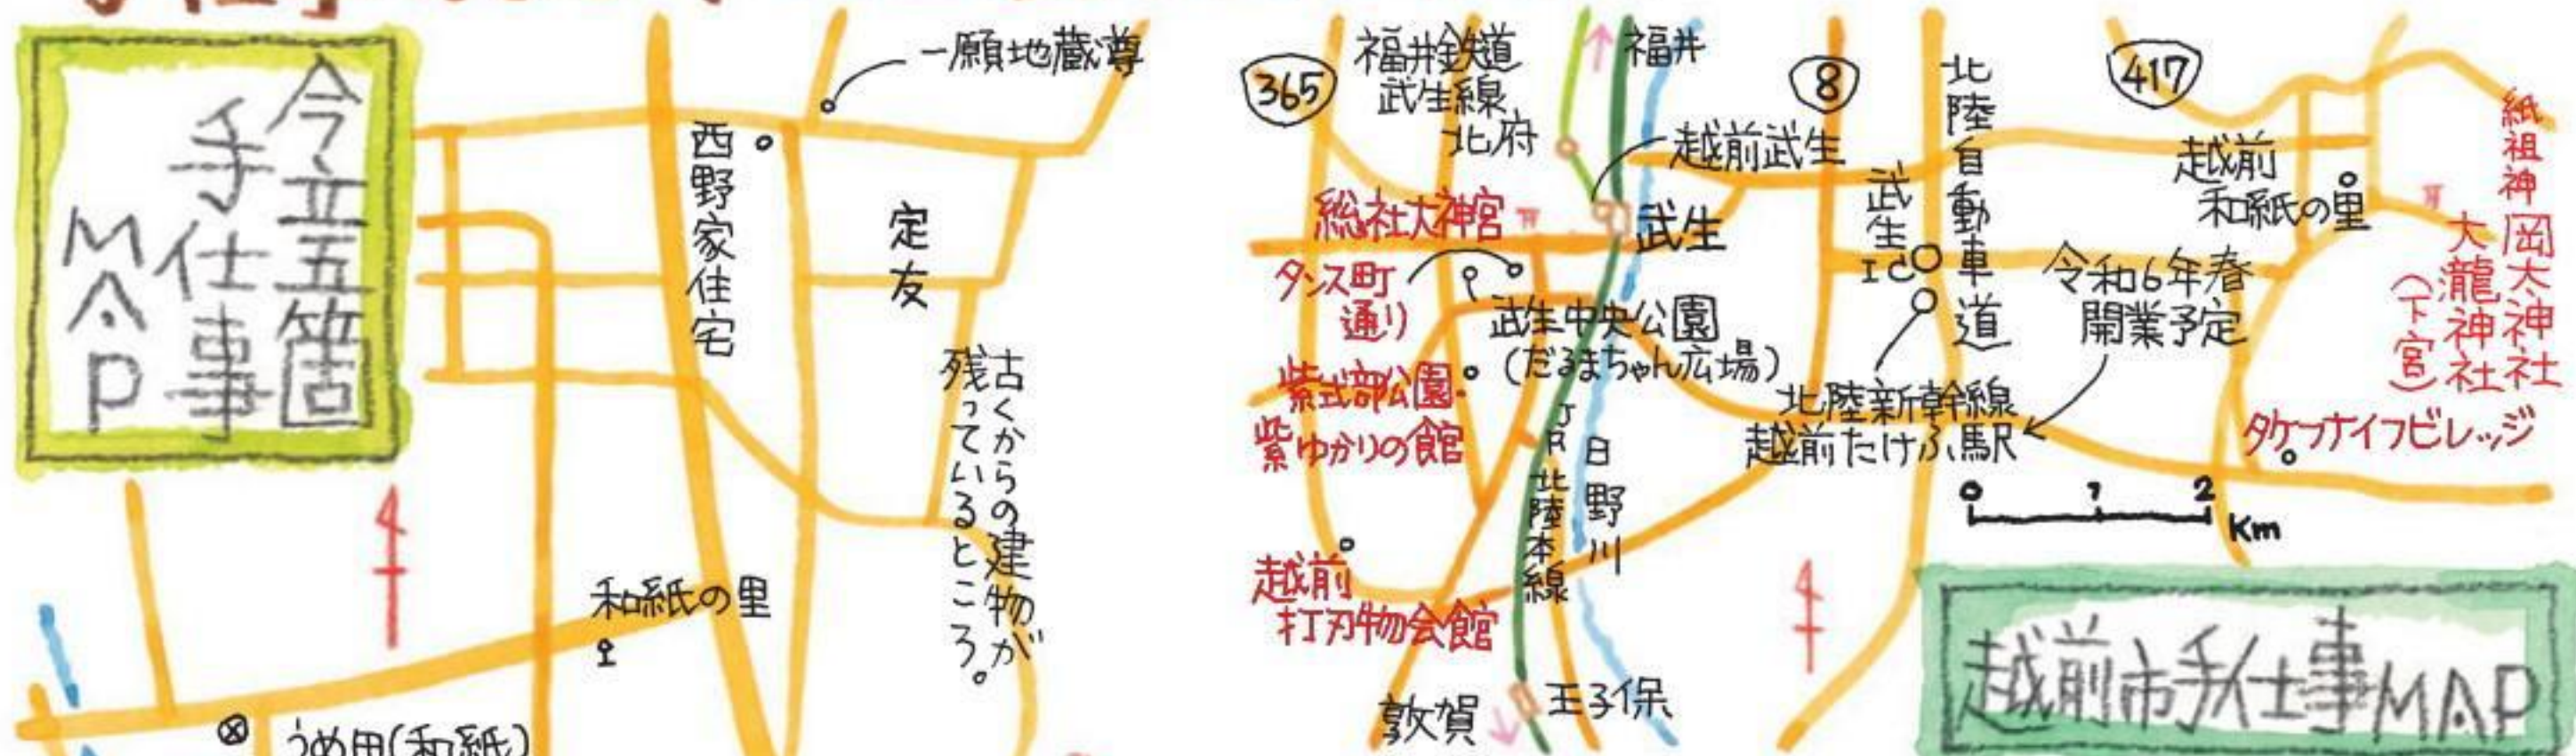 今立五箇
手仕事
MAP
一願地蔵尊
西野家住宅
定友
古くからの建物が
残っているところ。
和紙の里
うめ田(和紙)
365
福井鉄道
武生線
北府
福井
越前武生
8
北陸自動車道
417
紙祖神
岡太神社
大瀧神社
(下宮)
越前
和紙の里
総社大神宮
武生
武生
IC
タンス町
通り
武生中央公園
(だるまちゃん広場)
令和6年春
開業予定
紫式部公園・
紫ゆかりの館
北陸新幹線
越前たけふ駅
タケフナイフビレッジ
JR北陸本線
日野川
0 1 2
Km
越前
打刃物会館
敦賀
王子保
越前市手仕事MAP